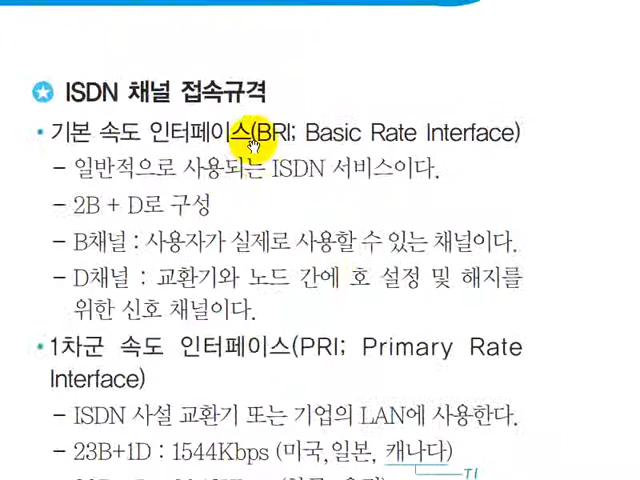 ISDN 채널 접속규격
• 기본 속도 인터페이스(BRI; Basic Rate Interface)
– 일반적으로 사용되는 ISDN 서비스이다.
– 2B + D로 구성
– B채널 : 사용자가 실제로 사용할 수 있는 채널이다.
– D채널 : 교환기와 노드 간에 호 설정 및 해지를
위한 신호 채널이다.
• 1차군 속도 인터페이스(PRI; Primary Rate
Interface)
– ISDN 사설 교환기 또는 기업의 LAN에 사용한다.
– 23B+1D : 1544Kbps (미국,일본, 캐나다)
T1